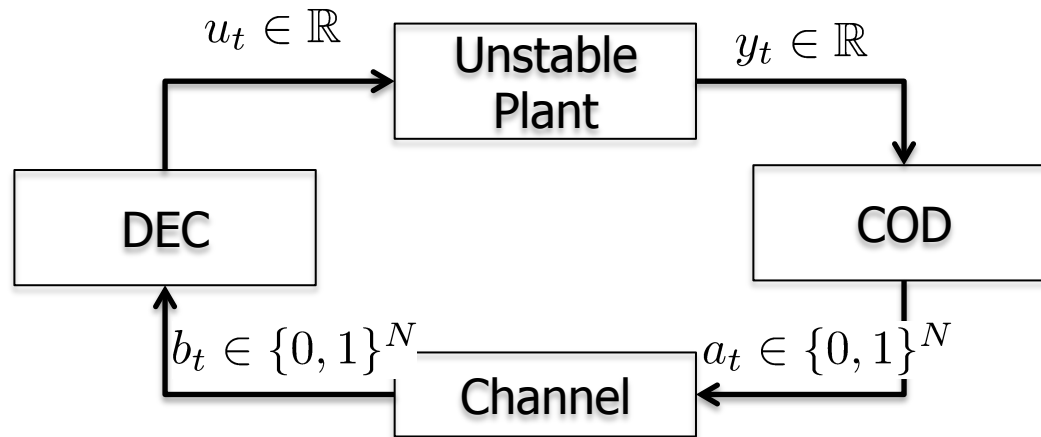 u_t ∈ ℝ
Unstable
Plant
y_t ∈ ℝ
DEC
COD
b_t ∈ {0, 1}^N
Channel
a_t ∈ {0, 1}^N